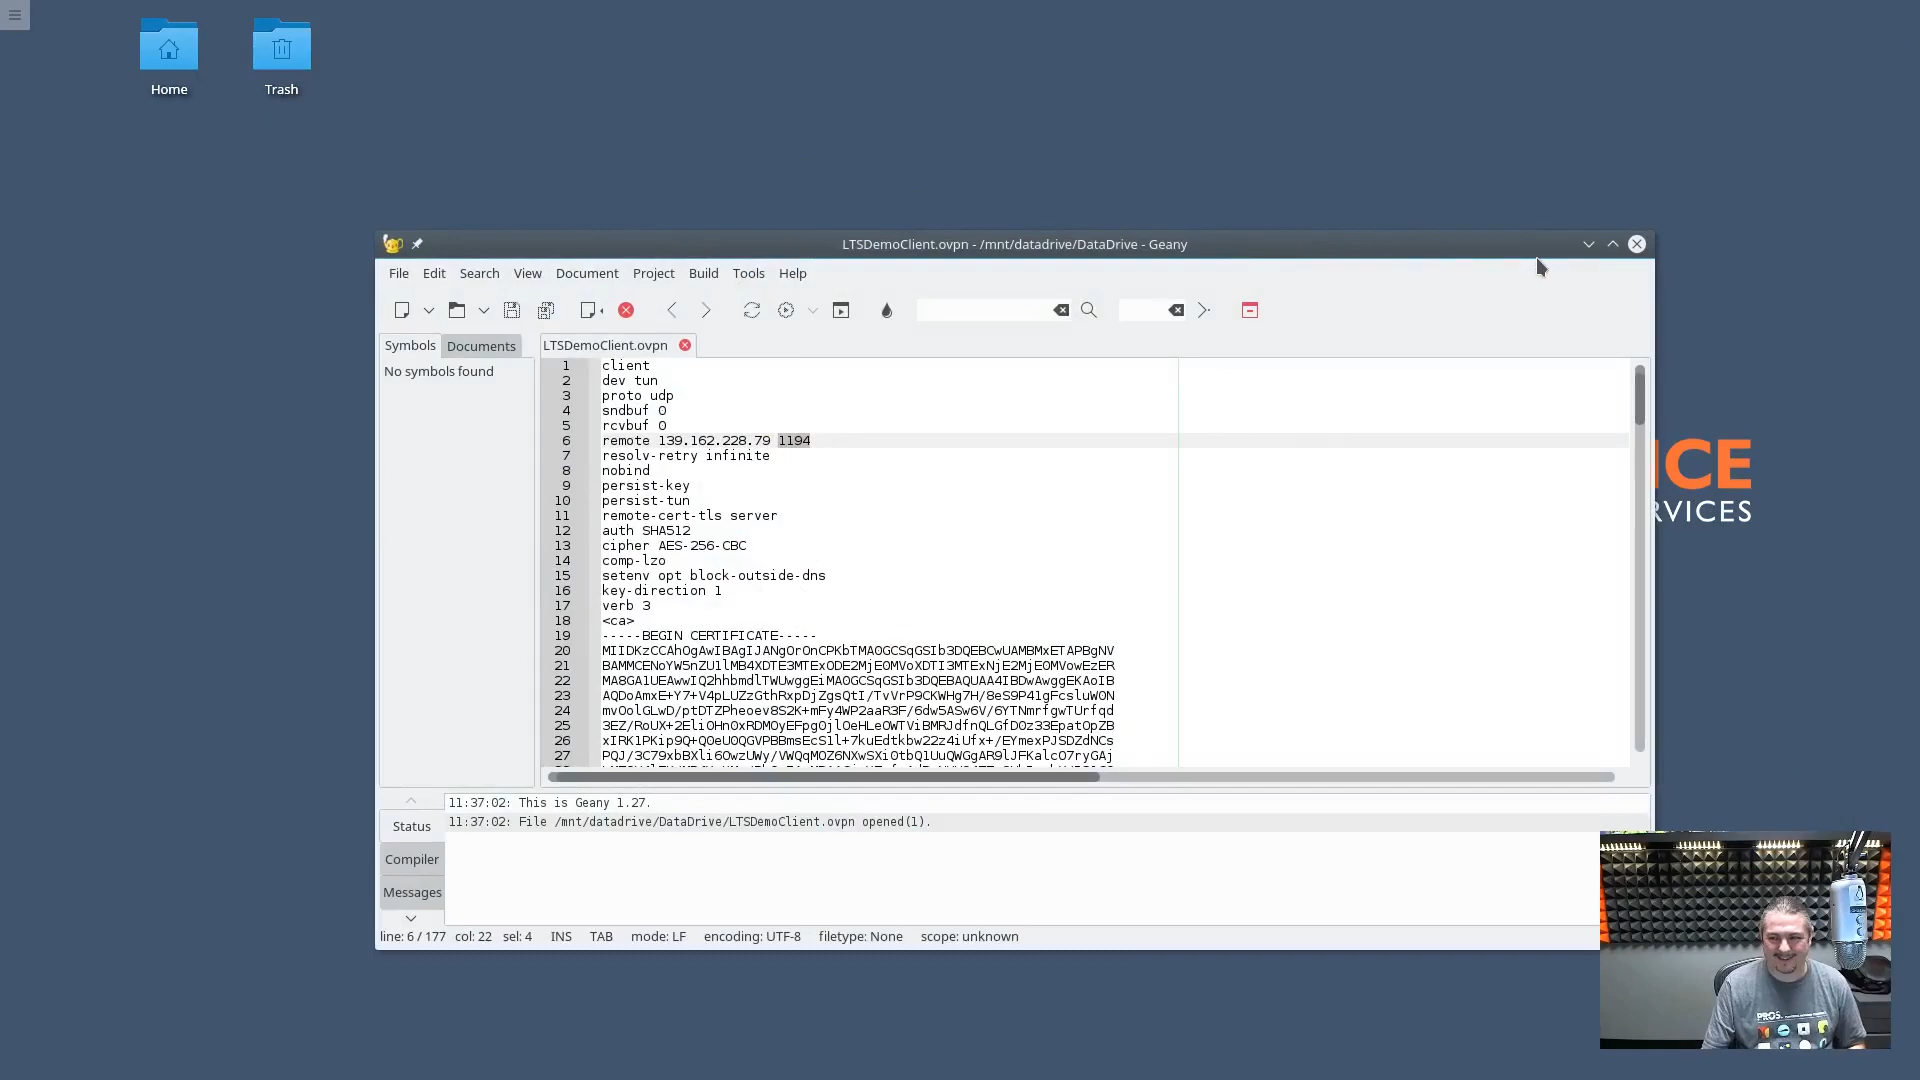 Home
Trash
LTSDemoClient.ovpn - /mnt/datadrive/DataDrive - Geany
File Edit Search View Document Project Build Tools Help
Symbols Documents
LTSDemoClient.ovpn
No symbols found
1 client
2 dev tun
3 proto udp
4 sndbuf 0
5 rcvbuf 0
6 remote 139.162.228.79 1194
7 resolv-retry infinite
8 nobind
9 persist-key
10 persist-tun
11 remote-cert-tls server
12 auth SHA512
13 cipher AES-256-CBC
14 comp-lzo
15 setenv opt block-outside-dns
16 key-direction 1
17 verb 3
18 <ca>
19 -----BEGIN CERTIFICATE-----
20 MIIDKzCCAhOgAwIBAgIJANgOrOnCPKbTMA0GCSqGSIb3DQEBCwUAMBMxETAPBgNV
21 BAMMCENoYW5nZU1lMB4XDTE3MTExODE2MjE0MVoXDTI3MTExNjE2MjE0MVowEzER
22 MA8GA1UEAwwIQ2hhbmdlTWUwggEiMA0GCSqGSIb3DQEBAQUAA4IBDwAwggEKAoIB
23 AQDoAmxE+Y7+V4pLUZzGthRxpDjZgsQtI/TvVrP9CKWHg7H/8eS9P41gFcsluW0N
24 mvOolGLwD/ptDTZPheoev8S2K+mFy4WP2aaR3F/6dw5ASw6V/6YTNmrfgwTUrfqd
25 3EZ/RoUX+2EliOHnOxRDMOyEFpgOjlOeHLeOWTViBMRJdfnQLGfDOz33EpatOpZB
26 xIRK1PKip9Q+Q0eU0QGVPBBmsEcS1l+7kuEdtkbw22z4iUfx+/EYmexPJSDZdNCs
27 PQJ/3C79xbBXli6OwzUWy/VWQqMOZ6NXwSXi0tbQ1UuQWGgAR9lJFKalcO7ryGAj
ICE
RVICES
11:37:02: This is Geany 1.27.
11:37:02: File /mnt/datadrive/DataDrive/LTSDemoClient.ovpn opened(1).
Status
Compiler
Messages
line: 6 / 177 col: 22 sel: 4 INS TAB mode: LF encoding: UTF-8 filetype: None scope: unknown
PROS.